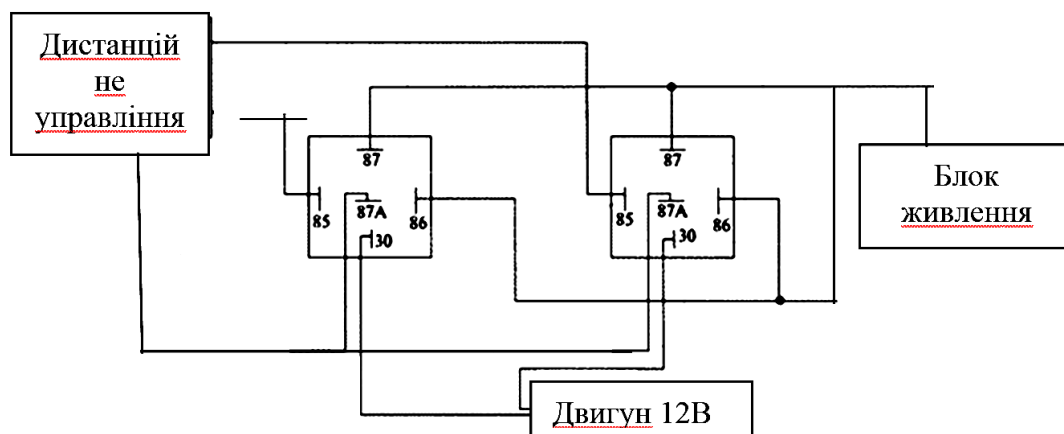 Дистанцій
не
управління
87
87
Блок
живлення
85
87A
86
85
87A
86
30
30
Двигун 12В